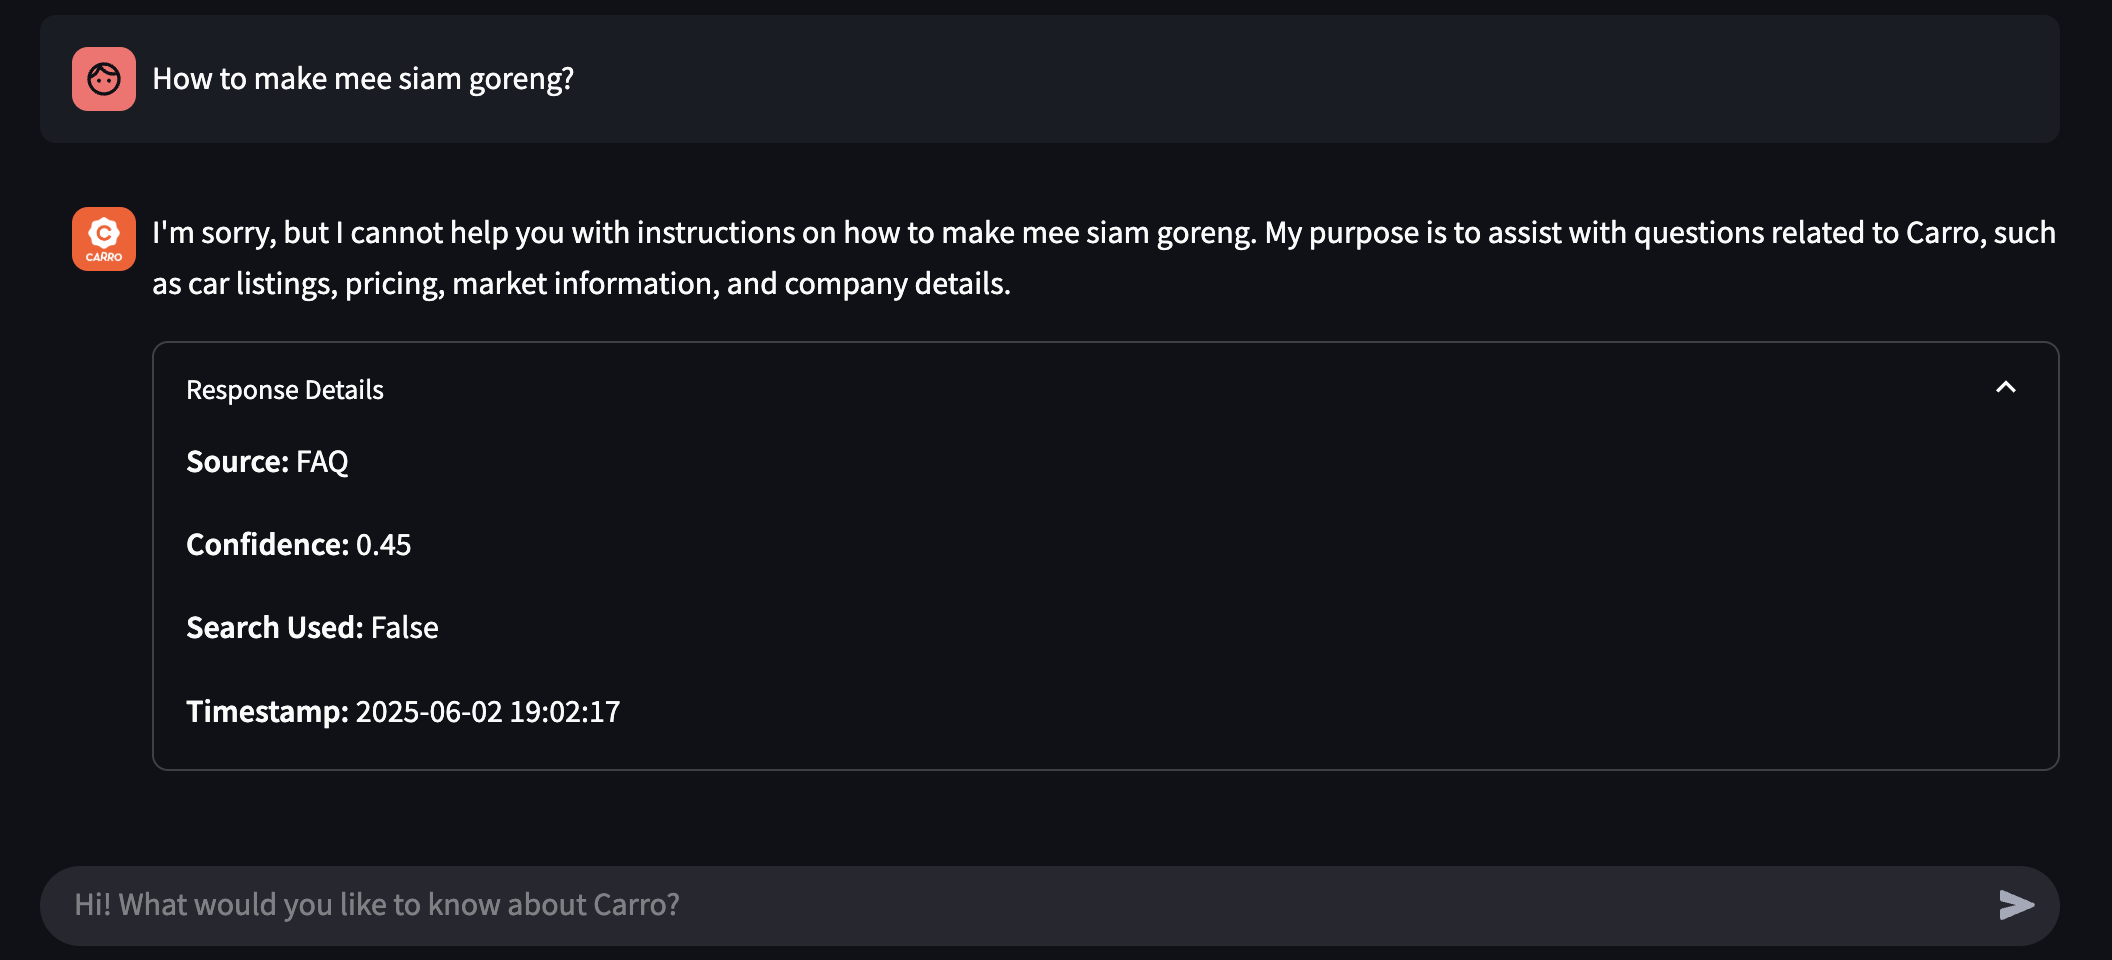 How to make mee siam goreng?
CARRO
I'm sorry, but I cannot help you with instructions on how to make mee siam goreng. My purpose is to assist with questions related to Carro, such
as car listings, pricing, market information, and company details.
Response Details
Source: FAQ
Confidence: 0.45
Search Used: False
Timestamp: 2025-06-02 19:02:17
Hi! What would you like to know about Carro?